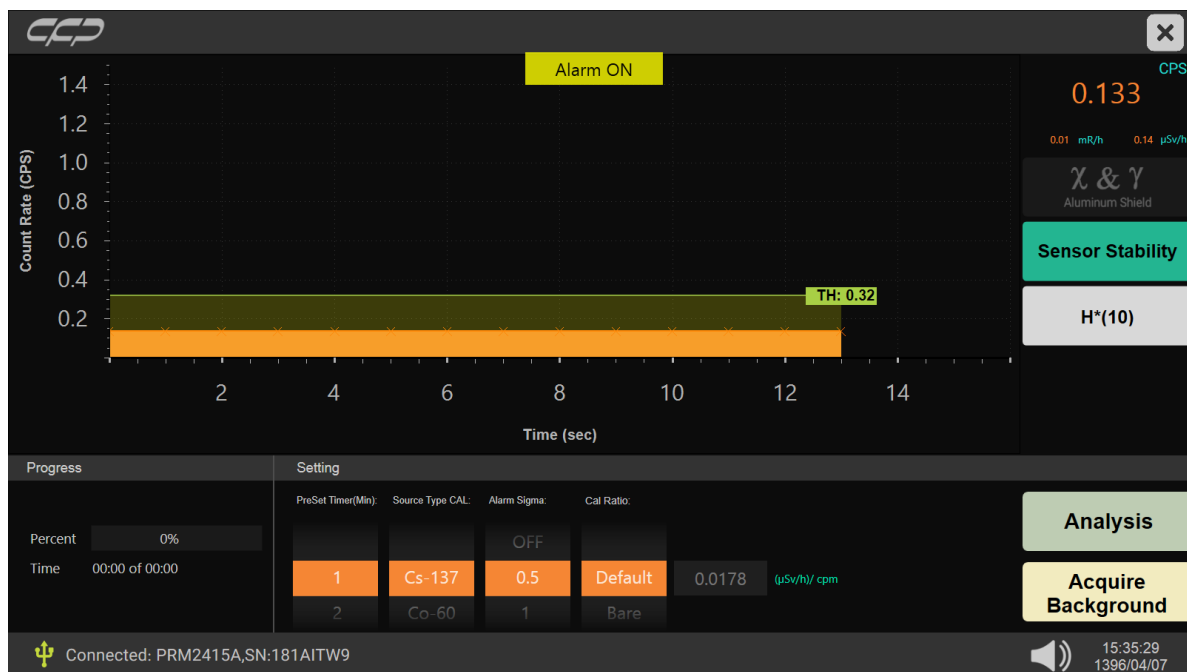 CCP
Alarm ON
CPS
0.133
0.01 mR/h 0.14 µSv/h
χ & γ
Aluminum Shield
Sensor Stability
H*(10)
Count Rate (CPS)
1.4
1.2
1.0
0.8
0.6
0.4
0.2
TH: 0.32
2 4 6 8 10 12 14
Time (sec)
Progress
Percent 0%
Time 00:00 of 00:00
Setting
PreSet Timer(Min): Source Type CAL: Alarm Sigma: Cal Ratio:
OFF
1 Cs-137 0.5 Default 0.0178 (µSv/h)/ cpm
2 Co-60 1 Bare
Analysis
Acquire
Background
Connected: PRM2415A,SN:181AITW9
15:35:29
1396/04/07